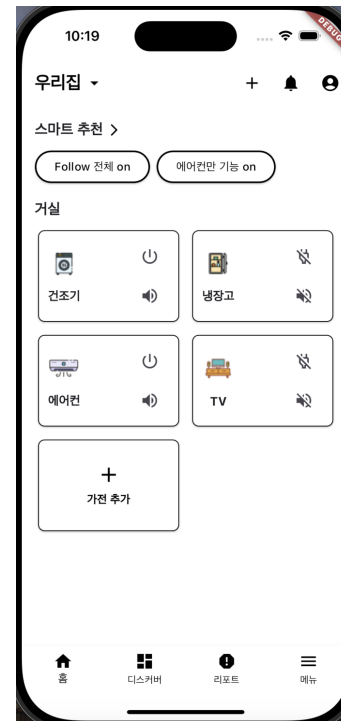 10:19
DEBUG
우리집
스마트 추천
Follow 전체 on
에어컨만 기능 on
거실
건조기
냉장고
에어컨
TV
가전 추가
홈
디스커버
리포트
메뉴